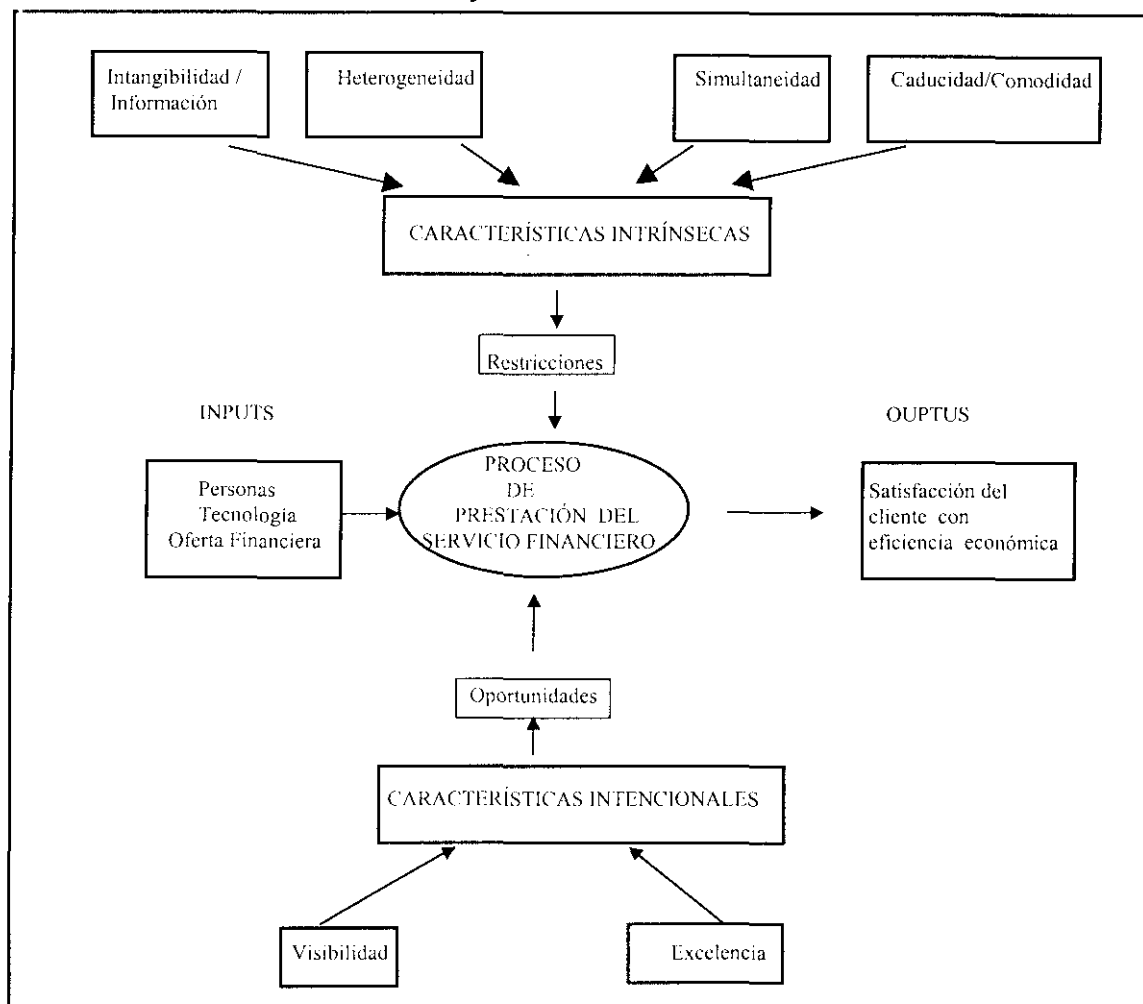 Intangibilidad /
Información
Heterogeneidad
Simultaneidad
Caducidad/Comodidad
CARACTERÍSTICAS INTRÍNSECAS
Restricciones
INPUTS
OUPTUS
Personas
Tecnología
Oferta Financiera
PROCESO
DE
PRESTACIÓN DEL
SERVICIO FINANCIERO
Satisfacción del
cliente con
eficiencia económica
Oportunidades
CARACTERÍSTICAS INTENCIONALES
Visibilidad
Excelencia